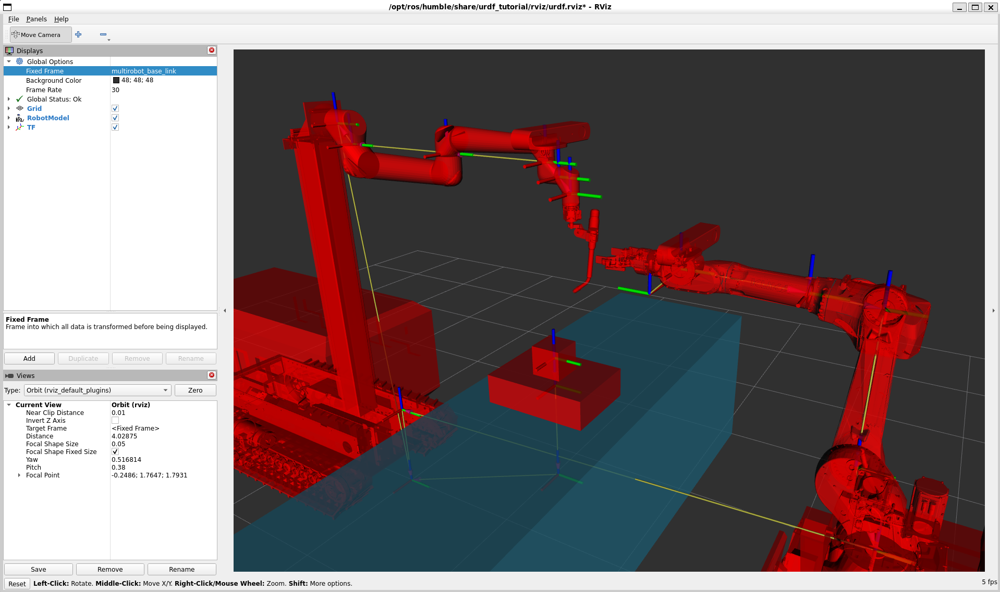 /opt/ros/humble/share/urdf_tutorial/rviz/urdf.rviz* - RViz
File Panels Help
Move Camera
Displays
Global Options
Fixed Frame multirobot_base_link
Background Color 48; 48; 48
Frame Rate 30
Global Status: Ok
Grid
RobotModel
TF
Fixed Frame
Frame into which all data is transformed before being displayed.
Add Duplicate Remove Rename
Views
Type: Orbit (rviz_default_plugins) Zero
Current View Orbit (rviz)
Near Clip Distance 0.01
Invert Z Axis
Target Frame <Fixed Frame>
Distance 4.02875
Focal Shape Size 0.05
Focal Shape Fixed Size
Yaw 0.516814
Pitch 0.38
Focal Point -0.2486; 1.7647; 1.7931
Save Remove Rename
Reset Left-Click: Rotate. Middle-Click: Move X/Y. Right-Click/Mouse Wheel: Zoom. Shift: More options. 5 fps